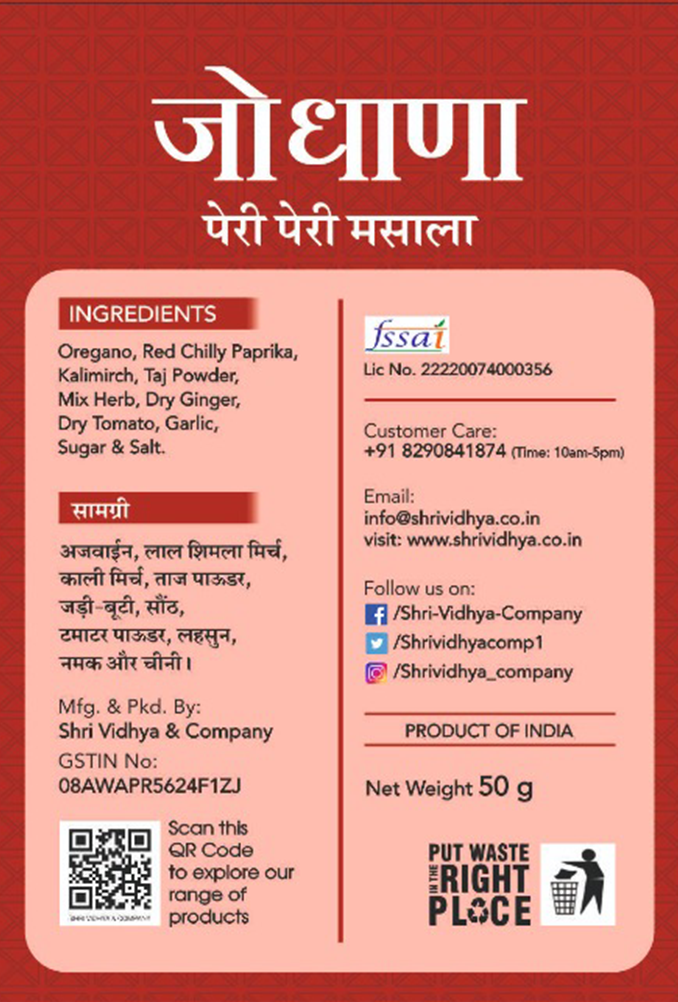 जोधाणा
पेरी पेरी मसाला
INGREDIENTS
Oregano, Red Chilly Paprika,
Kalimirch, Taj Powder,
Mix Herb, Dry Ginger,
Dry Tomato, Garlic,
Sugar & Salt.
सामग्री
अजवाईन, लाल शिमला मिर्च,
काली मिर्च, ताज पाऊडर,
जड़ी-बूटी, सौंठ,
टमाटर पाऊडर, लहसुन,
नमक और चीनी।
Mfg. & Pkd. By:
Shri Vidhya & Company
GSTIN No:
08AWAPR5624F1ZJ
SHRI VIDHYA & COMPANY
Scan this
QR Code
to explore our
range of
products
fssai
Lic No. 22220074000356
Customer Care:
+91 8290841874 (Time: 10am-5pm)
Email:
info@shrividhya.co.in
visit: www.shrividhya.co.in
Follow us on:
/Shri-Vidhya-Company
/Shrividhyacomp1
/Shrividhya_company
PRODUCT OF INDIA
Net Weight 50 g
PUT WASTE
IN THE RIGHT
PLACE